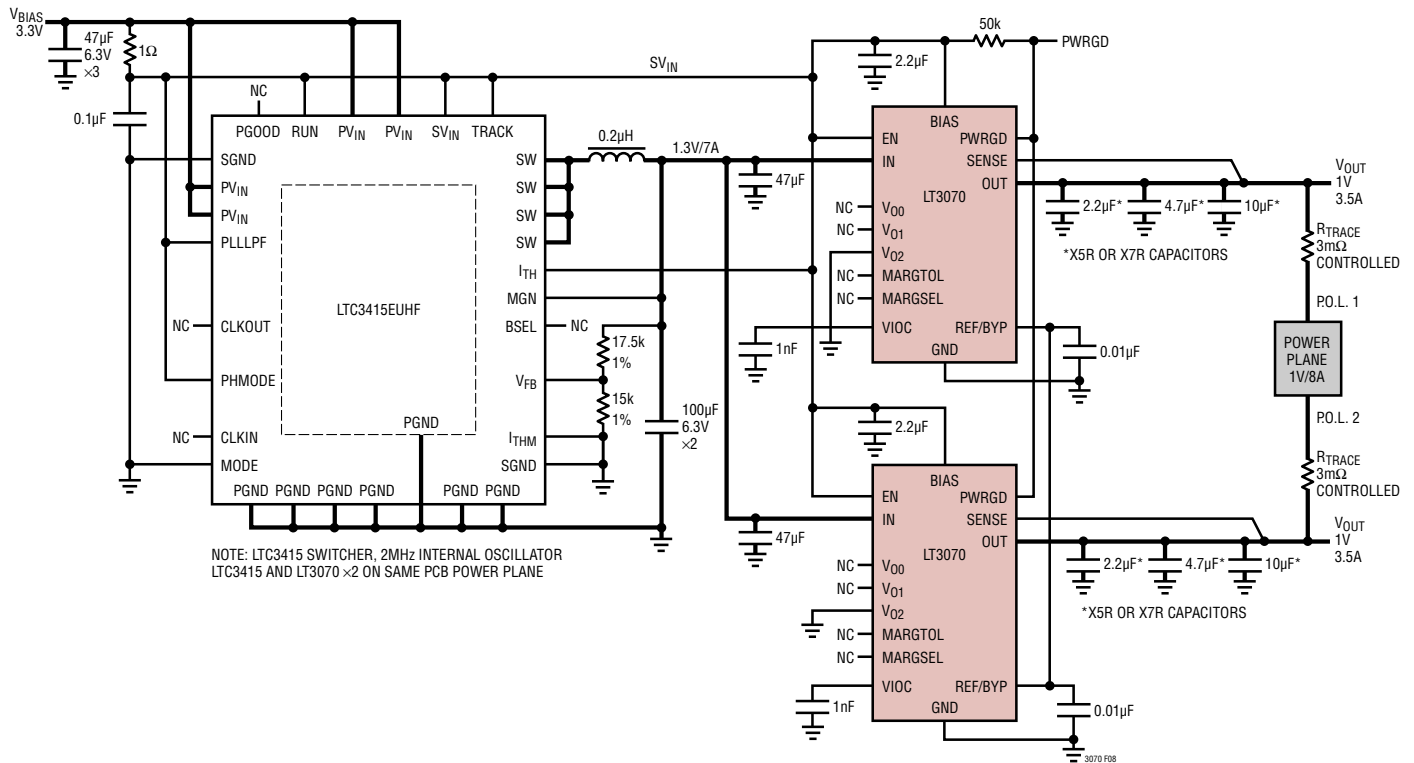 VBIAS
3.3V
47µF
6.3V
×3
1Ω
0.1µF
NC
PGOOD
RUN
PVIN
PVIN
SVIN
TRACK
SGND
PVIN
PVIN
PLLLPF
NC
CLKOUT
PHMODE
NC
CLKIN
MODE
LTC3415EUHF
PGND
PGND
PGND
PGND
PGND
PGND
PGND
SW
SW
SW
SW
ITH
MGN
BSEL
NC
VFB
ITHM
SGND
17.5k
1%
15k
1%
100µF
6.3V
×2
0.2µH
1.3V/7A
SVIN
NOTE: LTC3415 SWITCHER, 2MHz INTERNAL OSCILLATOR
LTC3415 AND LT3070 ×2 ON SAME PCB POWER PLANE
50k
PWRGD
2.2µF
47µF
BIAS
EN
PWRGD
IN
SENSE
OUT
LT3070
NC
VO0
NC
VO1
VO2
NC
MARGTOL
NC
MARGSEL
VIOC
REF/BYP
GND
1nF
0.01µF
2.2µF*
4.7µF*
10µF*
*X5R OR X7R CAPACITORS
VOUT
1V
3.5A
RTRACE
3mΩ
CONTROLLED
P.O.L. 1
POWER
PLANE
1V/8A
P.O.L. 2
RTRACE
3mΩ
CONTROLLED
VOUT
1V
3.5A
2.2µF
47µF
BIAS
EN
PWRGD
IN
SENSE
OUT
LT3070
NC
VO0
NC
VO1
VO2
NC
MARGTOL
NC
MARGSEL
VIOC
REF/BYP
GND
1nF
0.01µF
2.2µF*
4.7µF*
10µF*
*X5R OR X7R CAPACITORS
3070 F08